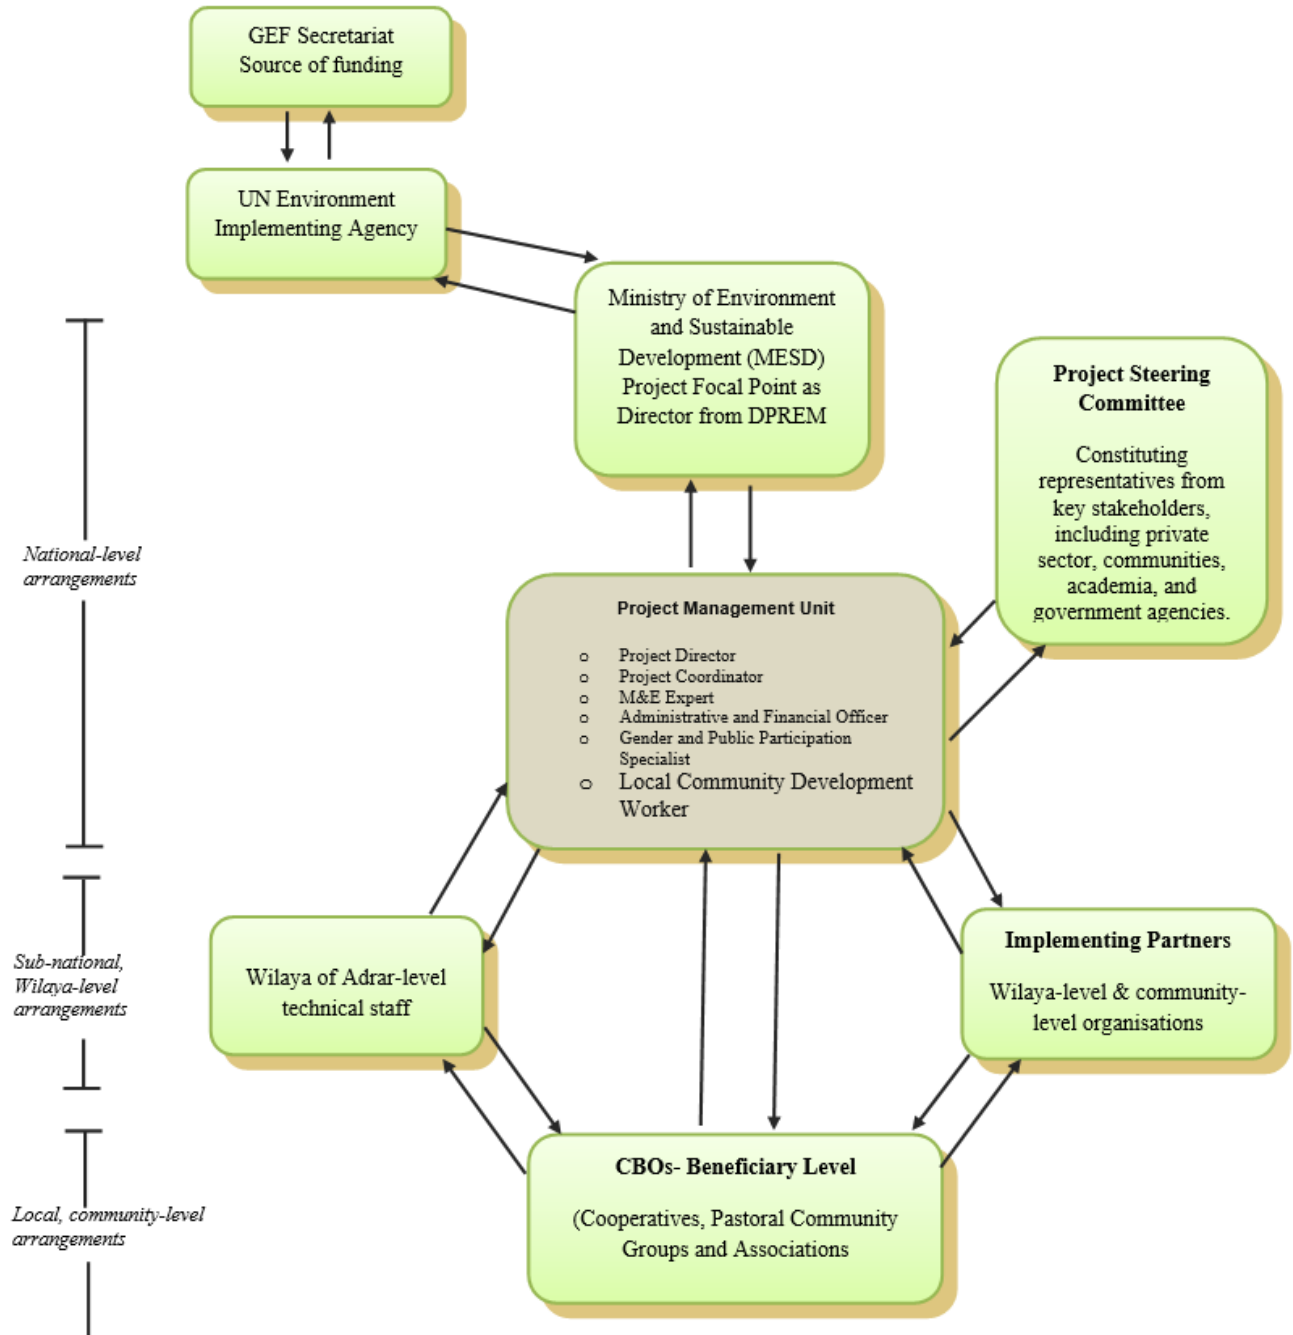 GEF Secretariat
Source of funding
UN Environment
Implementing Agency
Ministry of Environment
and Sustainable
Development (MESD)
Project Focal Point as
Director from DPREM
Project Steering
Committee
Constituting
representatives from
key stakeholders,
including private
sector, communities,
academia, and
government agencies.
National-level
arrangements
Project Management Unit
o Project Director
o Project Coordinator
o M&E Expert
o Administrative and Financial Officer
o Gender and Public Participation
Specialist
o Local Community Development
Worker
Sub-national,
Wilaya-level
arrangements
Wilaya of Adrar-level
technical staff
Implementing Partners
Wilaya-level & community-
level organisations
Local, community-level
arrangements
CBOs- Beneficiary Level
(Cooperatives, Pastoral Community
Groups and Associations